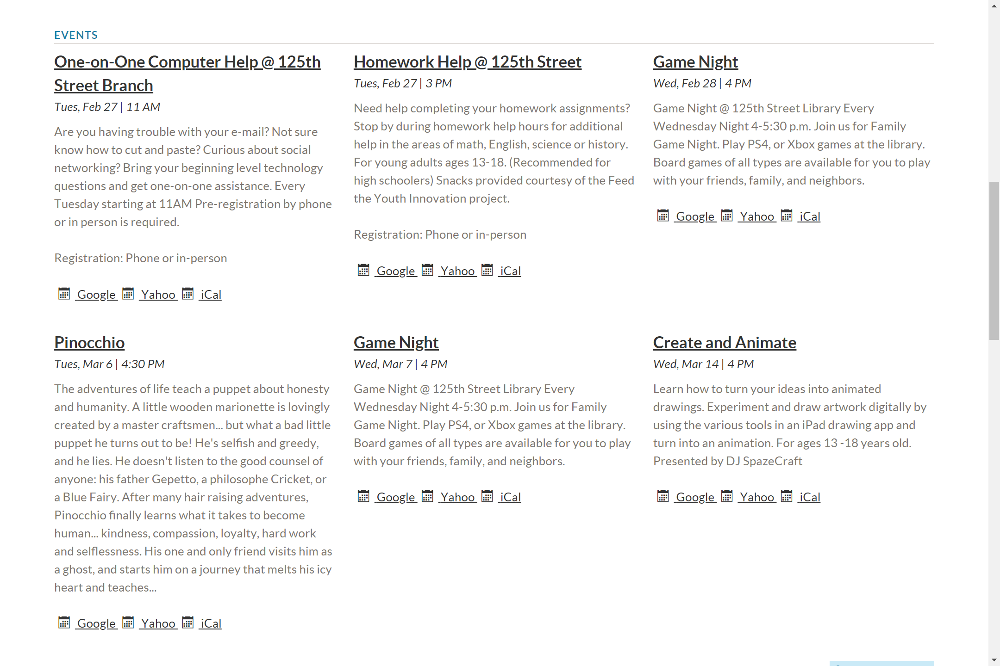 EVENTS
One-on-One Computer Help @ 125th
Street Branch
Tues, Feb 27 | 11 AM
Are you having trouble with your e-mail? Not sure
know how to cut and paste? Curious about social
networking? Bring your beginning level technology
questions and get one-on-one assistance. Every
Tuesday starting at 11AM Pre-registration by phone
or in person is required.
Registration: Phone or in-person
Google Yahoo iCal
Homework Help @ 125th Street
Tues, Feb 27 | 3 PM
Need help completing your homework assignments?
Stop by during homework help hours for additional
help in the areas of math, English, science or history.
For young adults ages 13-18. (Recommended for
high schoolers) Snacks provided courtesy of the Feed
the Youth Innovation project.
Registration: Phone or in-person
Google Yahoo iCal
Game Night
Wed, Feb 28 | 4 PM
Game Night @ 125th Street Library Every
Wednesday Night 4-5:30 p.m. Join us for Family
Game Night. Play PS4, or Xbox games at the library.
Board games of all types are available for you to play
with your friends, family, and neighbors.
Google Yahoo iCal
Pinocchio
Tues, Mar 6 | 4:30 PM
The adventures of life teach a puppet about honesty
and humanity. A little wooden marionette is lovingly
created by a master craftsmen... but what a bad little
puppet he turns out to be! He's selfish and greedy,
and he lies. He doesn't listen to the good counsel of
anyone: his father Gepetto, a philosophe Cricket, or
a Blue Fairy. After many hair raising adventures,
Pinocchio finally learns what it takes to become
human... kindness, compassion, loyalty, hard work
and selflessness. His one and only friend visits him as
a ghost, and starts him on a journey that melts his icy
heart and teaches...
Google Yahoo iCal
Game Night
Wed, Mar 7 | 4 PM
Game Night @ 125th Street Library Every
Wednesday Night 4-5:30 p.m. Join us for Family
Game Night. Play PS4, or Xbox games at the library.
Board games of all types are available for you to play
with your friends, family, and neighbors.
Google Yahoo iCal
Create and Animate
Wed, Mar 14 | 4 PM
Learn how to turn your ideas into animated
drawings. Experiment and draw artwork digitally by
using the various tools in an iPad drawing app and
turn into an animation. For ages 13 -18 years old.
Presented by DJ SpazeCraft
Google Yahoo iCal